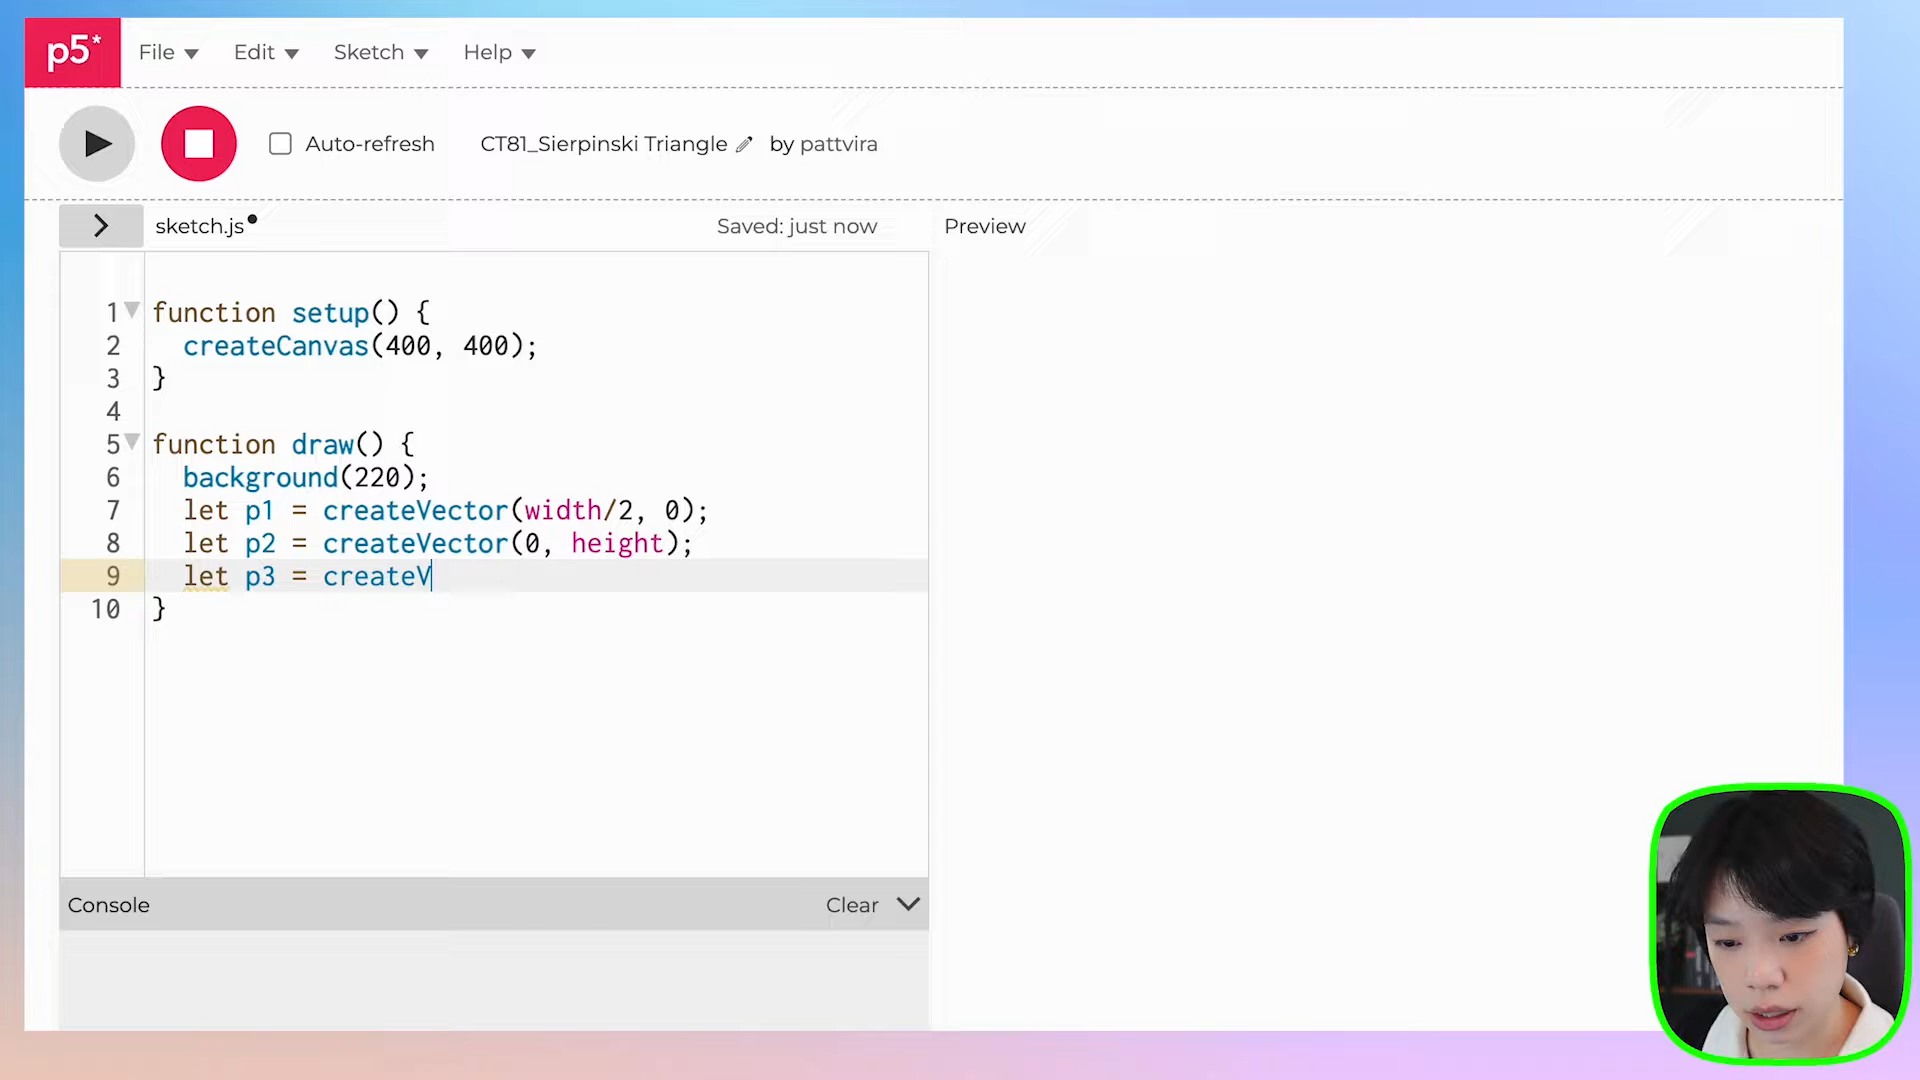 p5*
File Edit Sketch Help
Auto-refresh CT81_Sierpinski Triangle by pattvira
sketch.js Saved: just now Preview
1 function setup() {
2 createCanvas(400, 400);
3 }
4
5 function draw() {
6 background(220);
7 let p1 = createVector(width/2, 0);
8 let p2 = createVector(0, height);
9 let p3 = createV
10 }
Console Clear